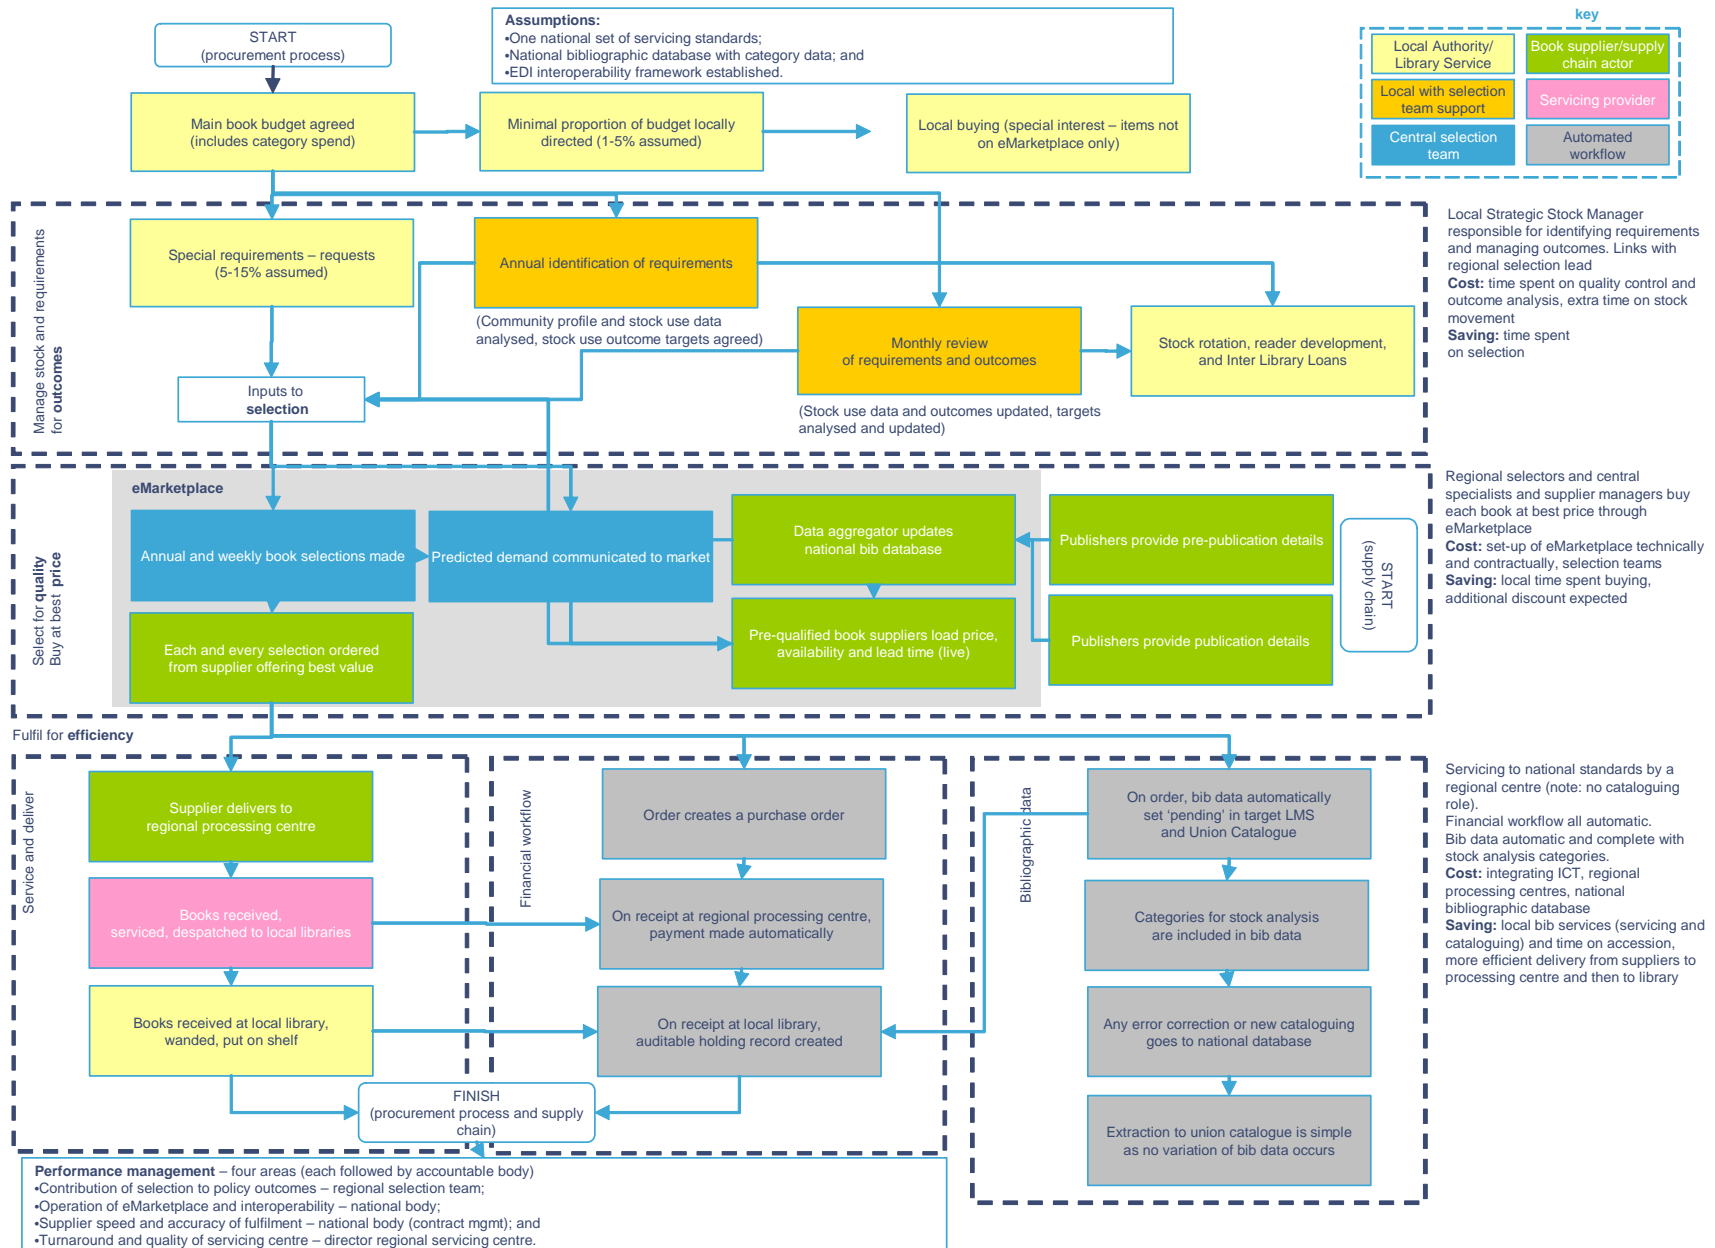 START
(procurement process)
Assumptions:
•One national set of servicing standards;
•National bibliographic database with category data; and
•EDI interoperability framework established.
key
Local Authority/
Library Service
Book supplier/supply
chain actor
Local with selection
team support
Servicing provider
Central selection
team
Automated
workflow
Main book budget agreed
(includes category spend)
Minimal proportion of budget locally
directed (1-5% assumed)
Local buying (special interest – items not
on eMarketplace only)
Manage stock and requirements
for outcomes
Special requirements – requests
(5-15% assumed)
Annual identification of requirements
(Community profile and stock use data
analysed, stock use outcome targets agreed)
Monthly review
of requirements and outcomes
(Stock use data and outcomes updated, targets
analysed and updated)
Stock rotation, reader development,
and Inter Library Loans
Inputs to
selection
Local Strategic Stock Manager
responsible for identifying requirements
and managing outcomes. Links with
regional selection lead
Cost: time spent on quality control and
outcome analysis, extra time on stock
movement
Saving: time spent
on selection
Select for quality
Buy at best price
eMarketplace
Annual and weekly book selections made
Predicted demand communicated to market
Data aggregator updates
national bib database
Publishers provide pre-publication details
START
(supply chain)
Each and every selection ordered
from supplier offering best value
Pre-qualified book suppliers load price,
availability and lead time (live)
Publishers provide publication details
Regional selectors and central
specialists and supplier managers buy
each book at best price through
eMarketplace
Cost: set-up of eMarketplace technically
and contractually, selection teams
Saving: local time spent buying,
additional discount expected
Fulfil for efficiency
Service and deliver
Supplier delivers to
regional processing centre
Books received,
serviced, despatched to local libraries
Books received at local library,
wanded, put on shelf
Financial workflow
Order creates a purchase order
On receipt at regional processing centre,
payment made automatically
On receipt at local library,
auditable holding record created
Bibliographic data
On order, bib data automatically
set ‘pending’ in target LMS
and Union Catalogue
Categories for stock analysis
are included in bib data
Any error correction or new cataloguing
goes to national database
Extraction to union catalogue is simple
as no variation of bib data occurs
Servicing to national standards by a
regional centre (note: no cataloguing
role).
Financial workflow all automatic.
Bib data automatic and complete with
stock analysis categories.
Cost: integrating ICT, regional
processing centres, national
bibliographic database
Saving: local bib services (servicing and
cataloguing) and time on accession,
more efficient delivery from suppliers to
processing centre and then to library
FINISH
(procurement process and supply
chain)
Performance management – four areas (each followed by accountable body)
•Contribution of selection to policy outcomes – regional selection team;
•Operation of eMarketplace and interoperability – national body;
•Supplier speed and accuracy of fulfilment – national body (contract mgmt); and
•Turnaround and quality of servicing centre – director regional servicing centre.